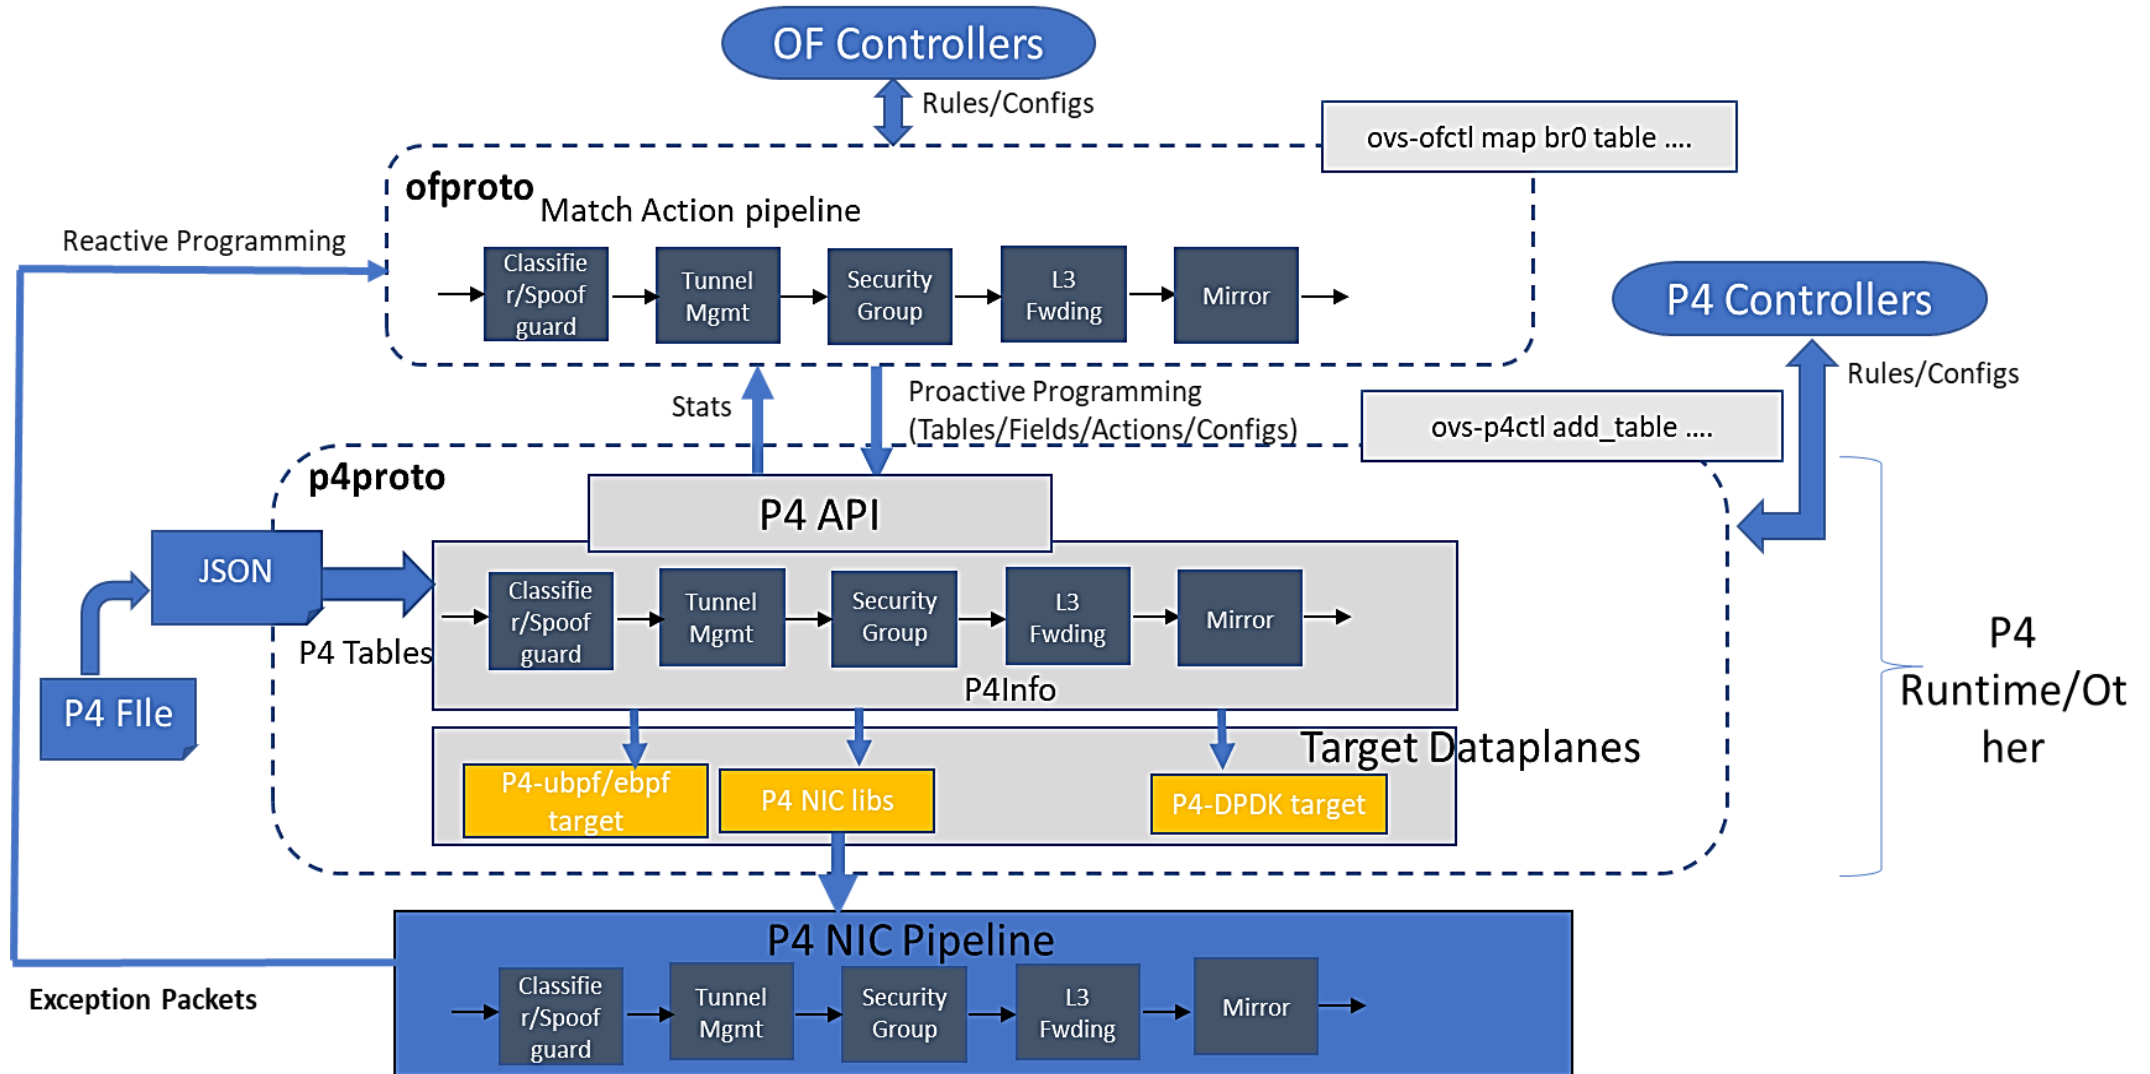 OF Controllers
Rules/Configs
ovs-ofctl map br0 table ....
ofproto
Match Action pipeline
Reactive Programming
Classifie
r/Spoof
guard
Tunnel
Mgmt
Security
Group
L3
Fwding
Mirror
P4 Controllers
Rules/Configs
Stats
Proactive Programming
(Tables/Fields/Actions/Configs)
ovs-p4ctl add_table ....
p4proto
P4 API
JSON
Classifie
r/Spoof
guard
Tunnel
Mgmt
Security
Group
L3
Fwding
Mirror
P4 Tables
P4Info
P4 FIle
P4
Runtime/Ot
her
Target Dataplanes
P4-ubpf/ebpf
target
P4 NIC libs
P4-DPDK target
P4 NIC Pipeline
Exception Packets
Classifie
r/Spoof
guard
Tunnel
Mgmt
Security
Group
L3
Fwding
Mirror